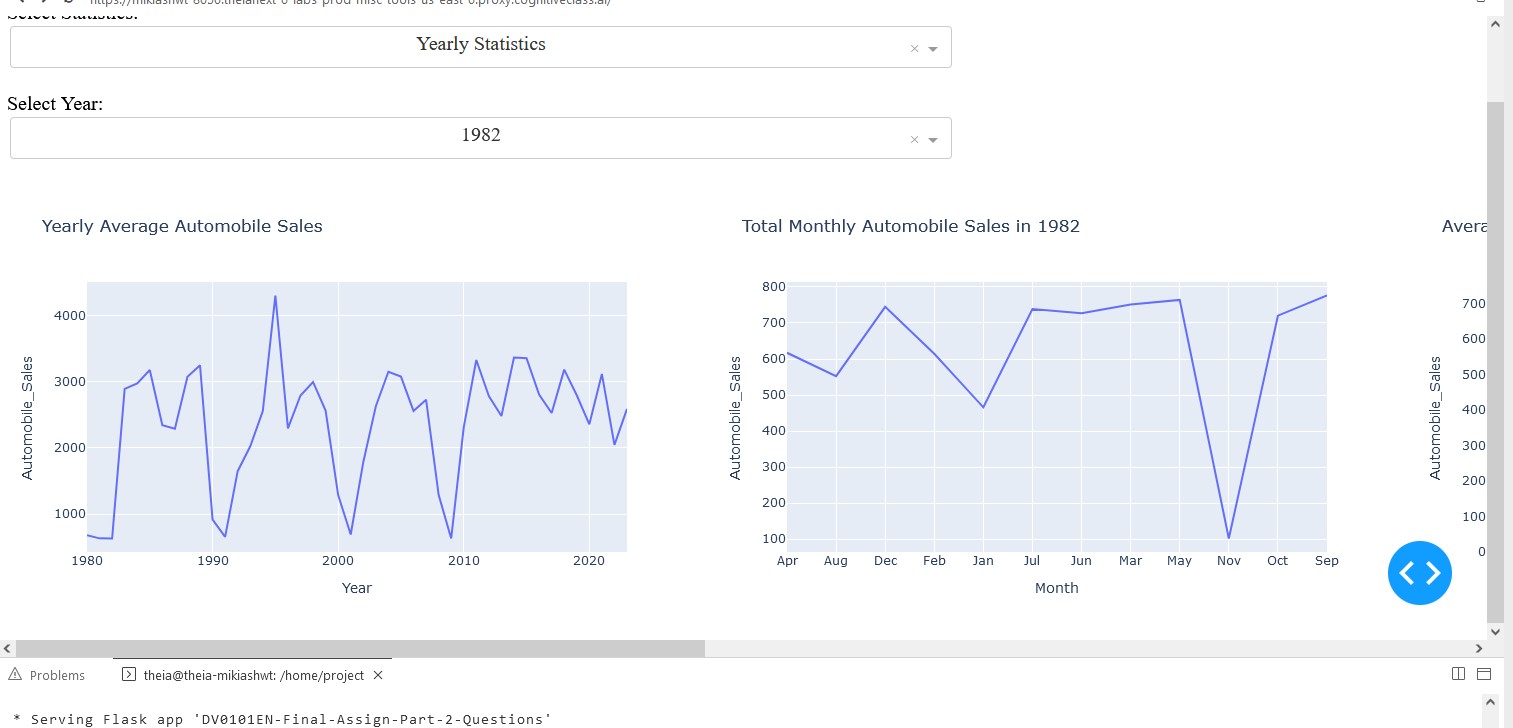 https://mikiashwt-8050.theianext-0-labs-prod-misc-tools-us-east-0.proxy.cognitiveclass.ai/
Select Statistics:
Yearly Statistics
×
Select Year:
1982
×
Yearly Average Automobile Sales
4000
3000
2000
1000
Automobile_Sales
1980 1990 2000 2010 2020
Year
Total Monthly Automobile Sales in 1982
800
700
600
500
400
300
200
100
Automobile_Sales
Apr Aug Dec Feb Jan Jul Jun Mar May Nov Oct Sep
Month
Avera
700
600
500
400
300
200
100
0
Automobile_Sales
Problems
theia@theia-mikiashwt: /home/project ×
* Serving Flask app 'DV0101EN-Final-Assign-Part-2-Questions'